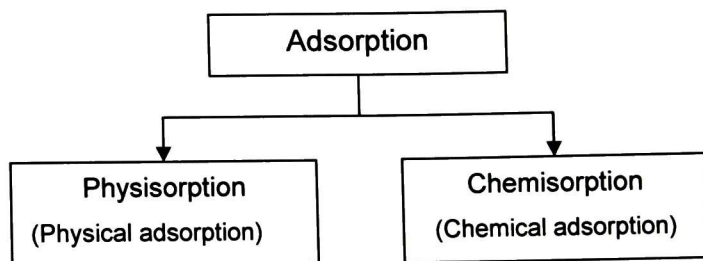 Adsorption
Physisorption
(Physical adsorption)
Chemisorption
(Chemical adsorption)